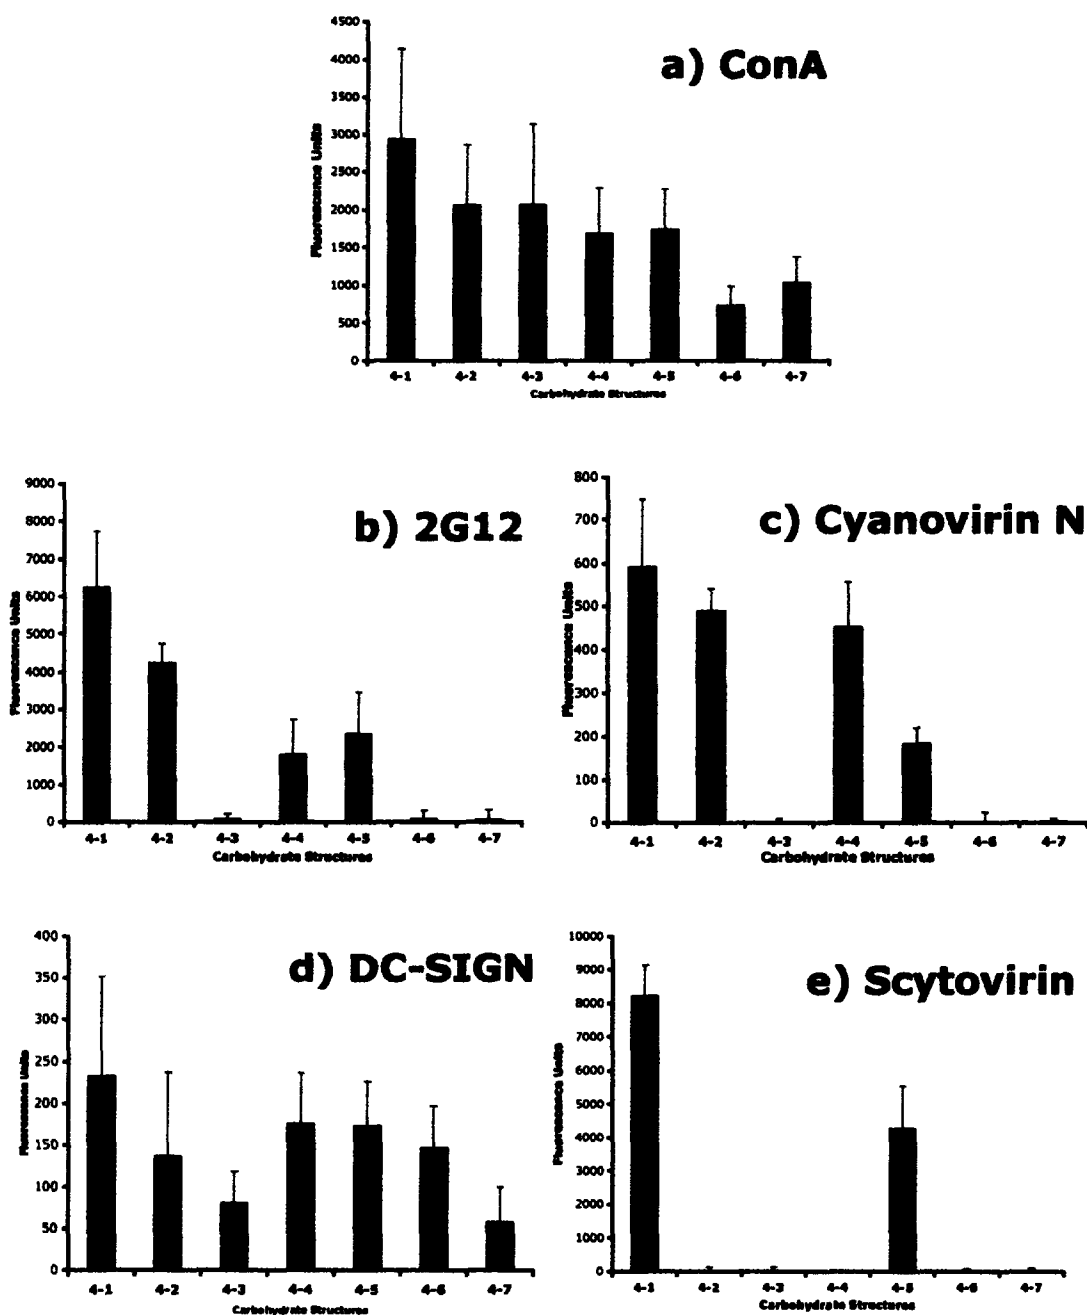 a) ConA
Fluorescence Units
4500
4000
3500
3000
2500
2000
1500
1000
500
0
4-1 4-2 4-3 4-4 4-5 4-6 4-7
Carbohydrate Structures
b) 2G12
Fluorescence Units
9000
8000
7000
6000
5000
4000
3000
2000
1000
0
4-1 4-2 4-3 4-4 4-5 4-6 4-7
Carbohydrate Structures
c) Cyanovirin N
Fluorescence Units
800
700
600
500
400
300
200
100
0
4-1 4-2 4-3 4-4 4-5 4-6 4-7
Carbohydrate Structures
d) DC-SIGN
Fluorescence Units
400
350
300
250
200
150
100
50
0
4-1 4-2 4-3 4-4 4-5 4-6 4-7
Carbohydrate Structures
e) Scytovirin
Fluorescence Units
10000
9000
8000
7000
6000
5000
4000
3000
2000
1000
0
4-1 4-2 4-3 4-4 4-5 4-6 4-7
Carbohydrate Structures